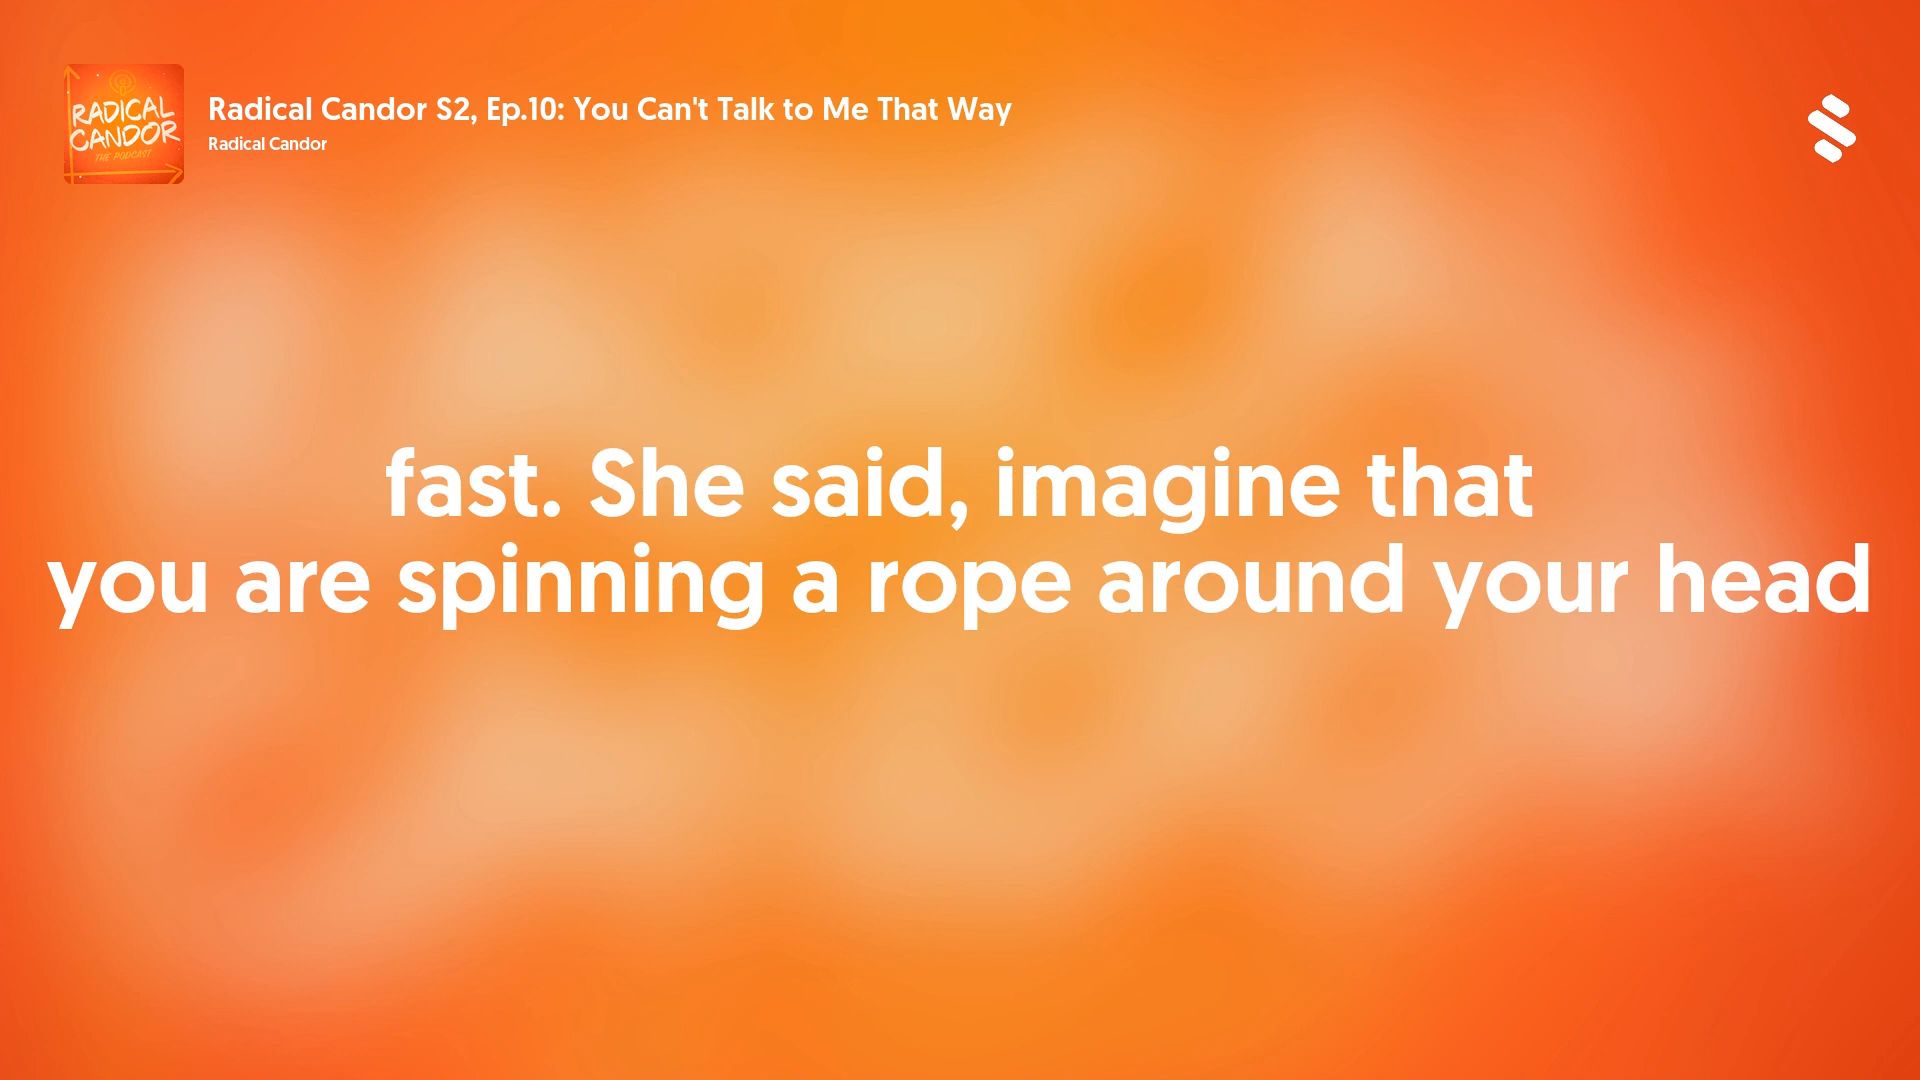 RADICAL
CANDOR
THE PODCAST
Radical Candor S2, Ep.10: You Can't Talk to Me That Way
Radical Candor
fast. She said, imagine that
you are spinning a rope around your head